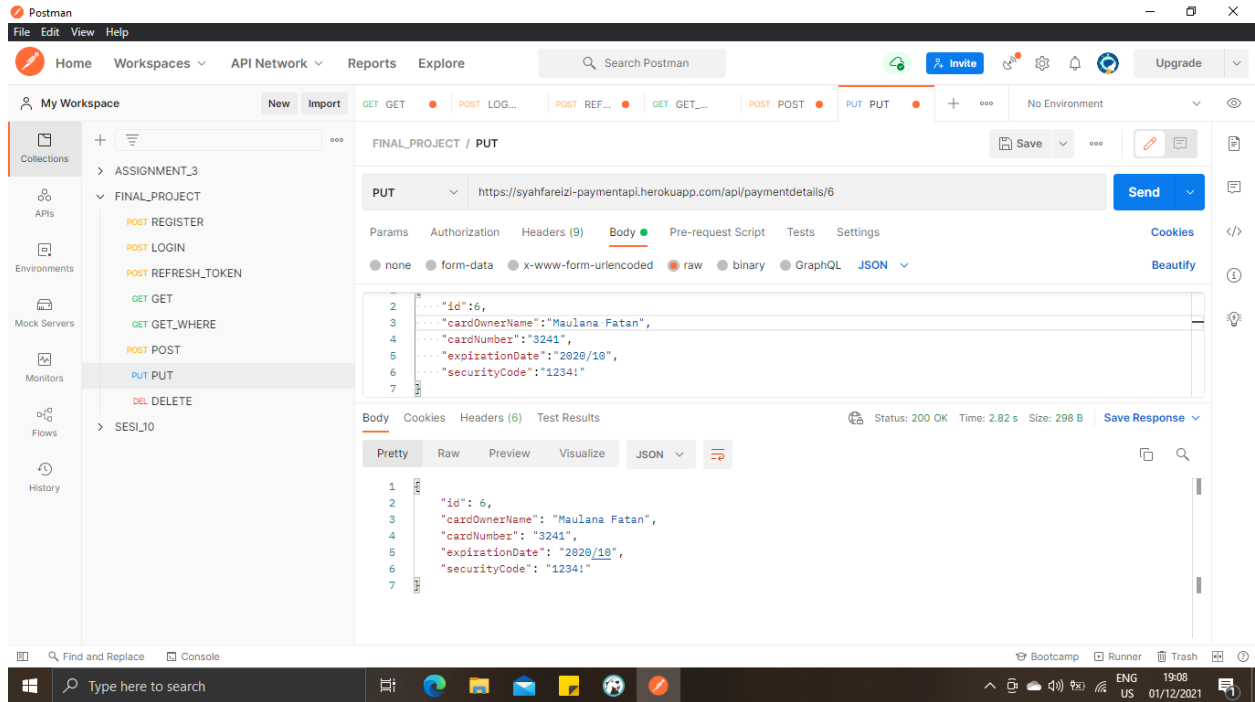 Postman
File Edit View Help
Home Workspaces API Network Reports Explore Search Postman Invite Upgrade
My Workspace New Import GET GET POST LOG... POST REF... GET GET_... POST POST PUT PUT No Environment
Collections
APIs
Environments
Mock Servers
Monitors
Flows
History
ASSIGNMENT_3
FINAL_PROJECT
POST REGISTER
POST LOGIN
POST REFRESH_TOKEN
GET GET
GET GET_WHERE
POST POST
PUT PUT
DEL DELETE
SESI_10
FINAL_PROJECT / PUT Save
PUT https://syahfareizi-paymentapi.herokuapp.com/api/paymentdetails/6 Send
Params Authorization Headers (9) Body Pre-request Script Tests Settings Cookies
none form-data x-www-form-urlencoded raw binary GraphQL JSON Beautify
2 "id":6,
3 "cardOwnerName":"Maulana Fatan",
4 "cardNumber":"3241",
5 "expirationDate":"2020/10",
6 "securityCode":"1234!"
7 }
Body Cookies Headers (6) Test Results Status: 200 OK Time: 2.82 s Size: 298 B Save Response
Pretty Raw Preview Visualize JSON
1 {
2 "id": 6,
3 "cardOwnerName": "Maulana Fatan",
4 "cardNumber": "3241",
5 "expirationDate": "2020/10",
6 "securityCode": "1234!"
7 }
Find and Replace Console Bootcamp Runner Trash
Type here to search ENG US 19:08 01/12/2021 1